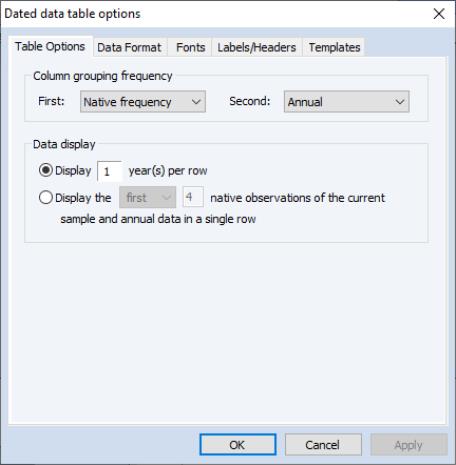 Dated data table options
Table Options Data Format Fonts Labels/Headers Templates
Column grouping frequency
First: Native frequency Second: Annual
Data display
Display 1 year(s) per row
Display the first 4 native observations of the current
sample and annual data in a single row
OK Cancel Apply